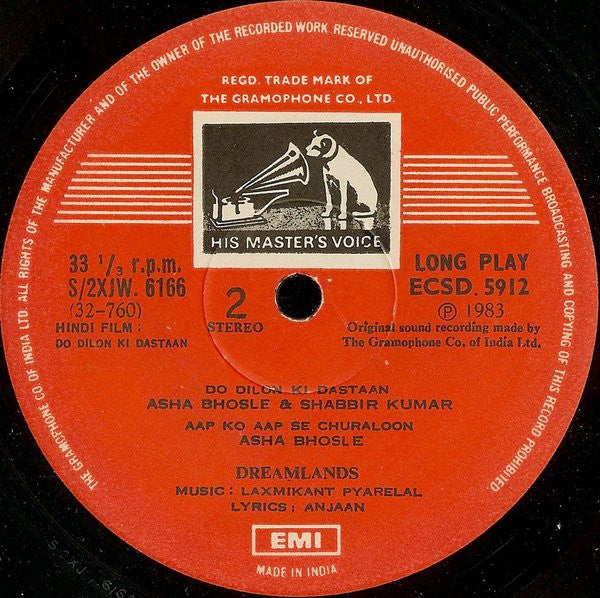 ALL RIGHTS OF THE MANUFACTURER AND OF THE OWNER OF THE RECORDED WORK RESERVED UNAUTHORISED PUBLIC PERFORMANCE BROADCASTING AND COPYING OF THIS RECORD PROHIBITED
THE GRAMOPHONE CO. OF INDIA LTD.
REGD. TRADE MARK OF
THE GRAMOPHONE CO., LTD.
HIS MASTER'S VOICE
33 1/3 r.p.m.
S/2XJW. 6166
(32-760)
HINDI FILM :
DO DILON KI DASTAAN
2
STEREO
LONG PLAY
ECSD. 5912
℗ 1983
Original sound recording made by
The Gramophone Co. of India Ltd.
DO DILON KI DASTAAN
ASHA BHOSLE & SHABBIR KUMAR
AAP KO AAP SE CHURALOON
ASHA BHOSLE
DREAMLANDS
MUSIC : LAXMIKANT PYARELAL
LYRICS ; ANJAAN
EMI
MADE IN INDIA